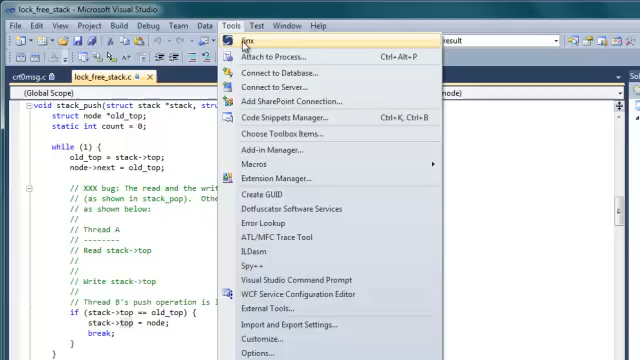 lock_free_stack.c - Microsoft Visual Studio
File Edit View Project Build Debug Team Data Tools Test Window Help
result
crt0msg.c lock_free_stack.c
(Global Scope)
node)
void stack_push(struct stack *stack, stru
struct node *old_top;
static int count = 0;
while (1) {
old_top = stack->top;
node->next = old_top;
// XXX bug: The read and the writ
// (as shown in stack_pop). Othe
// as shown below:
//
// Thread A
// --------
// Read stack->top
//
// Write stack->top
//
// Thread B's push operation is l
if (stack->top == old_top) {
stack->top = node;
break;
}
Jinx
Attach to Process... Ctrl+Alt+P
Connect to Database...
Connect to Server...
Add SharePoint Connection...
Code Snippets Manager... Ctrl+K, Ctrl+B
Choose Toolbox Items...
Add-in Manager...
Macros
Extension Manager...
Create GUID
Dotfuscator Software Services
Error Lookup
ATL/MFC Trace Tool
ILDasm
Spy++
Visual Studio Command Prompt
WCF Service Configuration Editor
External Tools...
Import and Export Settings...
Customize...
Options...